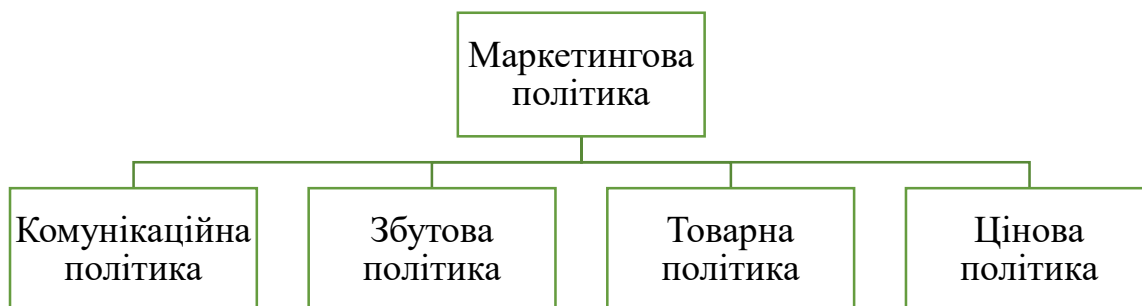 Маркетингова
політика
Комунікаційна
політика
Збутова
політика
Товарна
політика
Цінова
політика